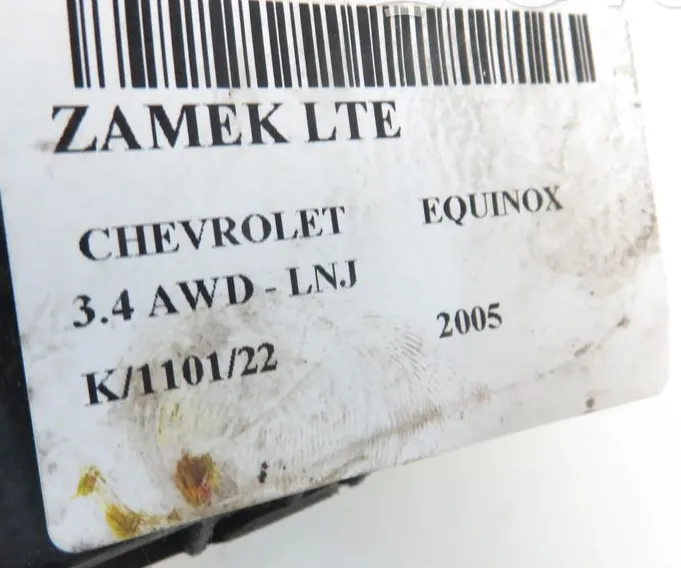 ZAMEK LTE
CHEVROLET EQUINOX
3.4 AWD - LNJ
2005
K/1101/22